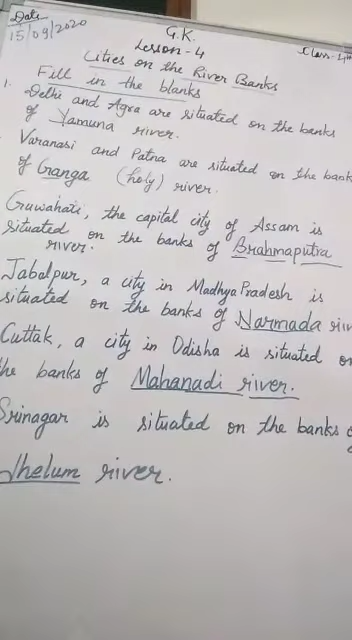 Date
15/09/2020
G.K.
Lesson-4
Class-4th
Cities on the River Banks
Fill in the blanks
1. Delhi and Agra are situated on the banks
of Yamuna river.
Varanasi and Patna are situated on the bank
of Ganga (holy) river.
Guwahati, the capital city of Assam is
situated on the banks of Brahmaputra
river.
Jabalpur, a city in Madhya Pradesh is
situated on the banks of Narmada riv
Cuttak, a city in Odisha is situated on
the banks of Mahanadi river.
Srinagar is situated on the banks o
Jhelum river.